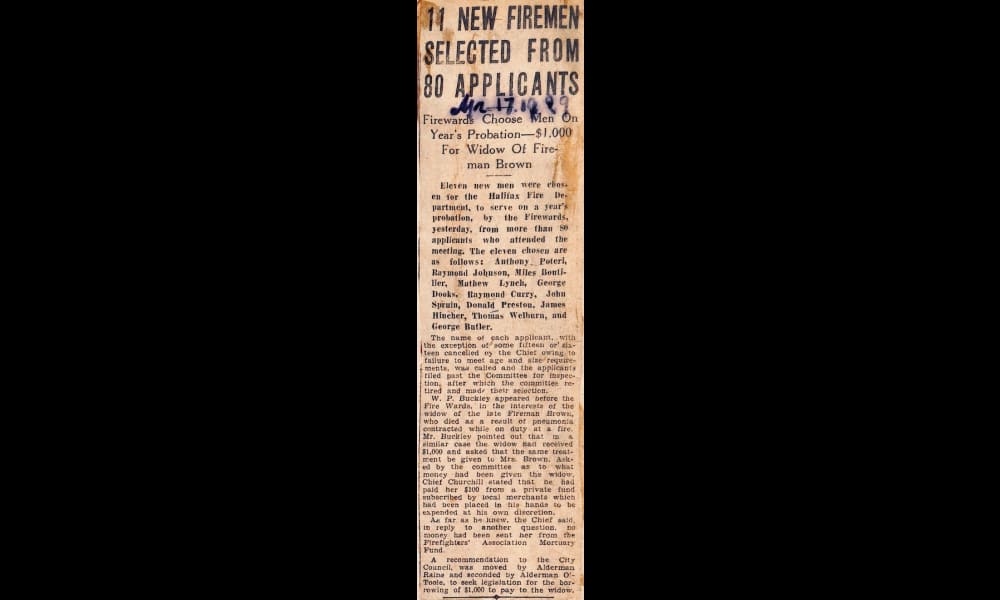 11 NEW FIREMEN
SELECTED FROM
80 APPLICANTS
Apr 17. 1929
Firewards Choose Men On
Year's Probation—$1,000
For Widow Of Fire-
man Brown
Eleven new men were chos-
en for the Halifax Fire De-
partment, to serve on a year's
probation, by the Firewards,
yesterday, from more than 80
applicants who attended the
meeting. The eleven chosen are
as follows: Anthony Poteri,
Raymond Johnson, Miles Boutl-
lier, Mathew Lynch, George
Dooks, Raymond Curry, John
Spruin, Donald Preston, James
Hincher, Thomas Welburn, and
George Butler.
The name of each applicant, with
the exception of some fifteen or six-
teen cancelled by the Chief owing to
failure to meet age and size require-
ments, was called and the applicants
filed past the Committee for inspec-
tion, after which the committee re-
tired and made their selection.
W. P. Buckley appeared before the
Fire Wards, in the interests of the
widow of the late Fireman Brown,
who died as a result of pneumonia
contracted while on duty at a fire.
Mr. Buckley pointed out that in a
similar case the widow had received
$1,000 and asked that the same treat-
ment be given to Mrs. Brown. Ask-
ed by the committee as to what
money had been given the widow,
Chief Churchill stated that he had
paid her $100 from a private fund
subscribed by local merchants which
had been placed in his hands to be
expended at his own discretion.
As far as he knew, the Chief said,
in reply to another question, no
money had been sent her from the
Firefighters' Association Mortuary
Fund.
A recommendation to the City
Council, was moved by Alderman
Rains and seconded by Alderman O'-
Toole, to seek legislation for the bor-
rowing of $1,000 to pay to the widow.